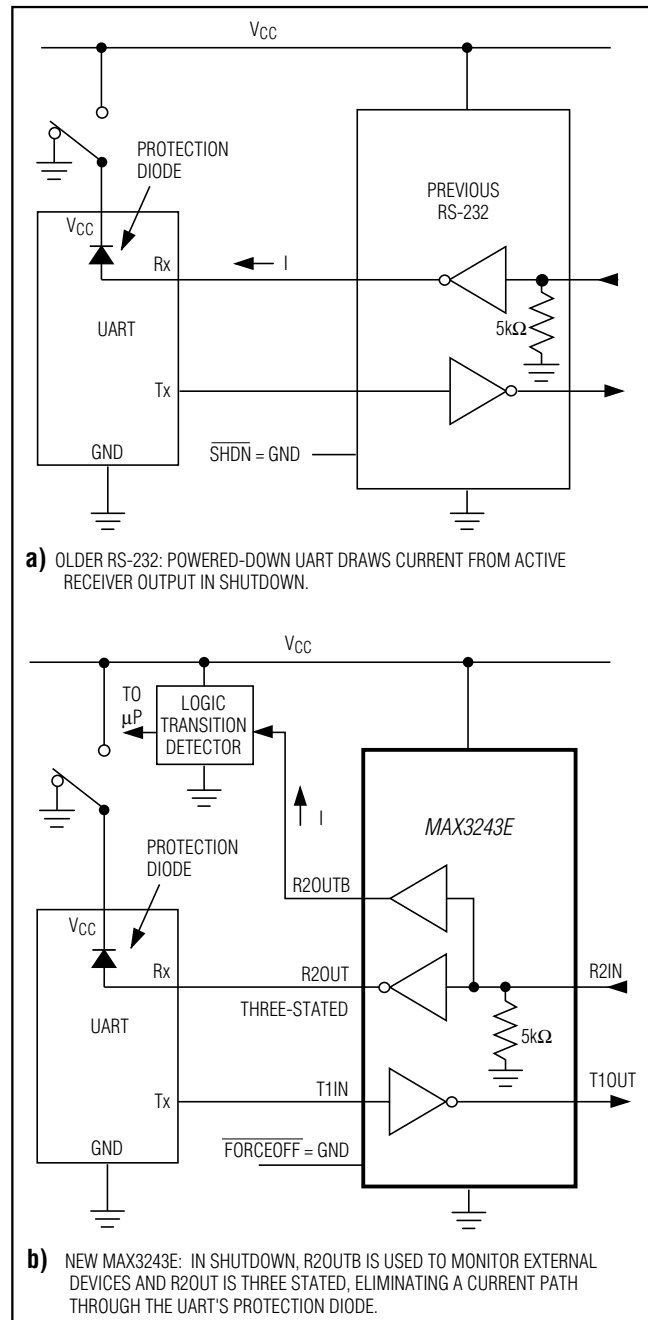 VCC
PROTECTION
DIODE
PREVIOUS
RS-232
VCC
Rx
I
5kΩ
UART
Tx
GND
SHDN = GND
a) OLDER RS-232: POWERED-DOWN UART DRAWS CURRENT FROM ACTIVE
RECEIVER OUTPUT IN SHUTDOWN.
VCC
TO
μP
LOGIC
TRANSITION
DETECTOR
I
MAX3243E
PROTECTION
DIODE
R2OUTB
VCC
Rx
R2OUT
R2IN
THREE-STATED
UART
5kΩ
Tx
T1IN
T1OUT
GND
FORCEOFF = GND
b) NEW MAX3243E: IN SHUTDOWN, R2OUTB IS USED TO MONITOR EXTERNAL
DEVICES AND R2OUT IS THREE STATED, ELIMINATING A CURRENT PATH
THROUGH THE UART'S PROTECTION DIODE.